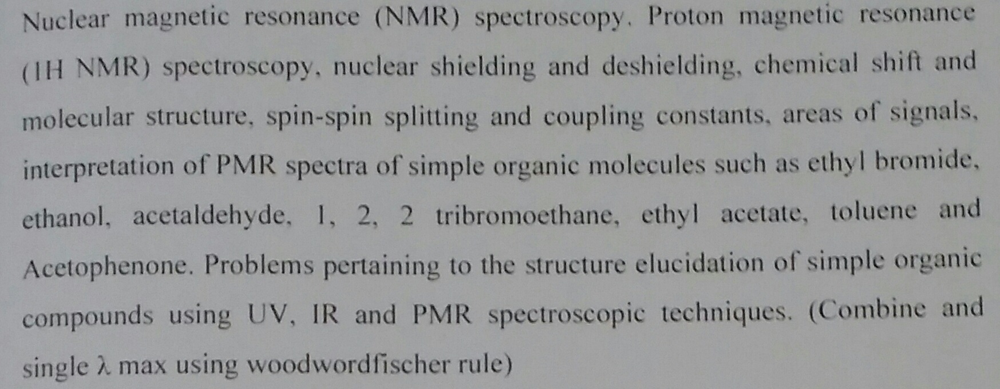 Nuclear magnetic resonance (NMR) spectroscopy. Proton magnetic resonance
(1H NMR) spectroscopy, nuclear shielding and deshielding, chemical shift and
molecular structure, spin-spin splitting and coupling constants, areas of signals,
interpretation of PMR spectra of simple organic molecules such as ethyl bromide,
ethanol, acetaldehyde, 1, 2, 2 tribromoethane, ethyl acetate, toluene and
Acetophenone. Problems pertaining to the structure elucidation of simple organic
compounds using UV, IR and PMR spectroscopic techniques. (Combine and
single λ max using woodwordfischer rule)